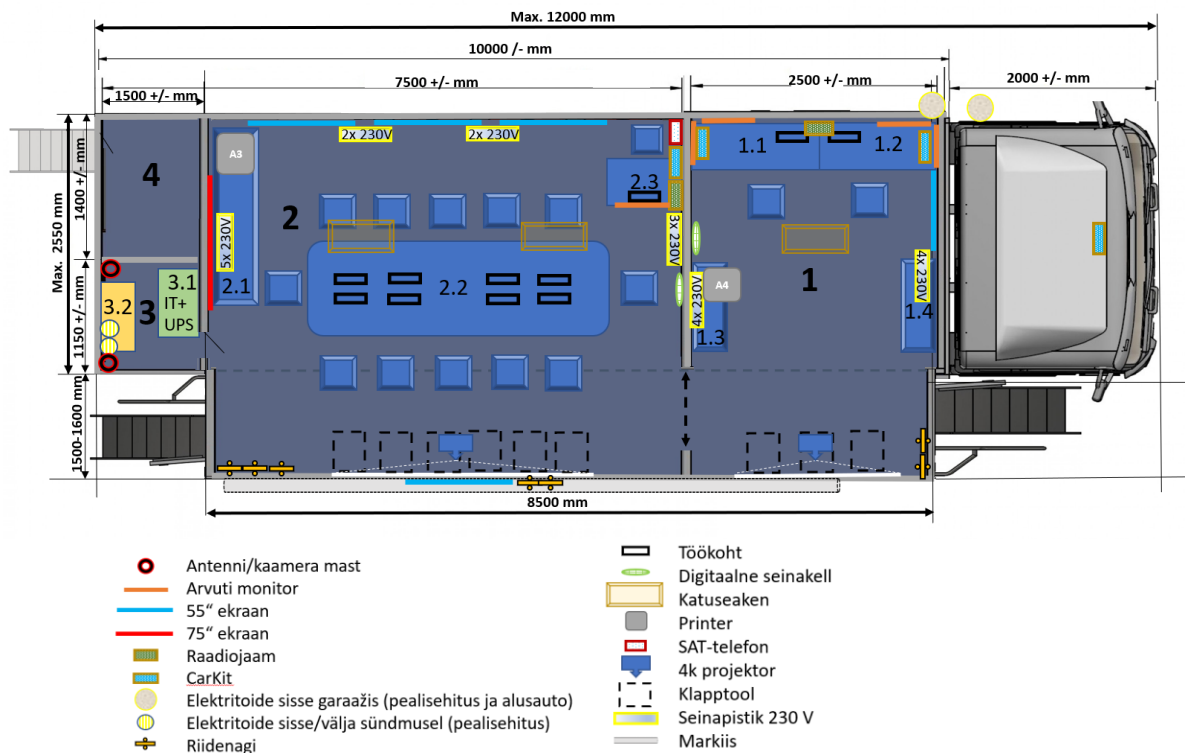 Max. 12000 mm
10000 /- mm
7500 +/- mm
2500 +/- mm
2000 +/- mm
1500 +/- mm
2x 230V
2x 230V
A3
1.1
1.2
4
2
2.3
Max. 2550 mm
1400 +/- mm
5x 230V
3x 230V
3.1
IT+
UPS
3.2
3
2.1
2.2
A4
1
4x 230V
4x 230V
1.3
1.4
1150 +/- mm
1500-1600 mm
8500 mm
Antenni/kaamera mast
Arvuti monitor
55“ ekraan
75“ ekraan
Raadiojaam
CarKit
Elektritoide sisse garaažis (pealisehitus ja alusauto)
Elektritoide sisse/välja sündmusel (pealisehitus)
Riidenagi
Töökoht
Digitaalne seinakell
Katuseaken
Printer
SAT-telefon
4k projektor
Klapptool
Seinapistik 230 V
Markiis